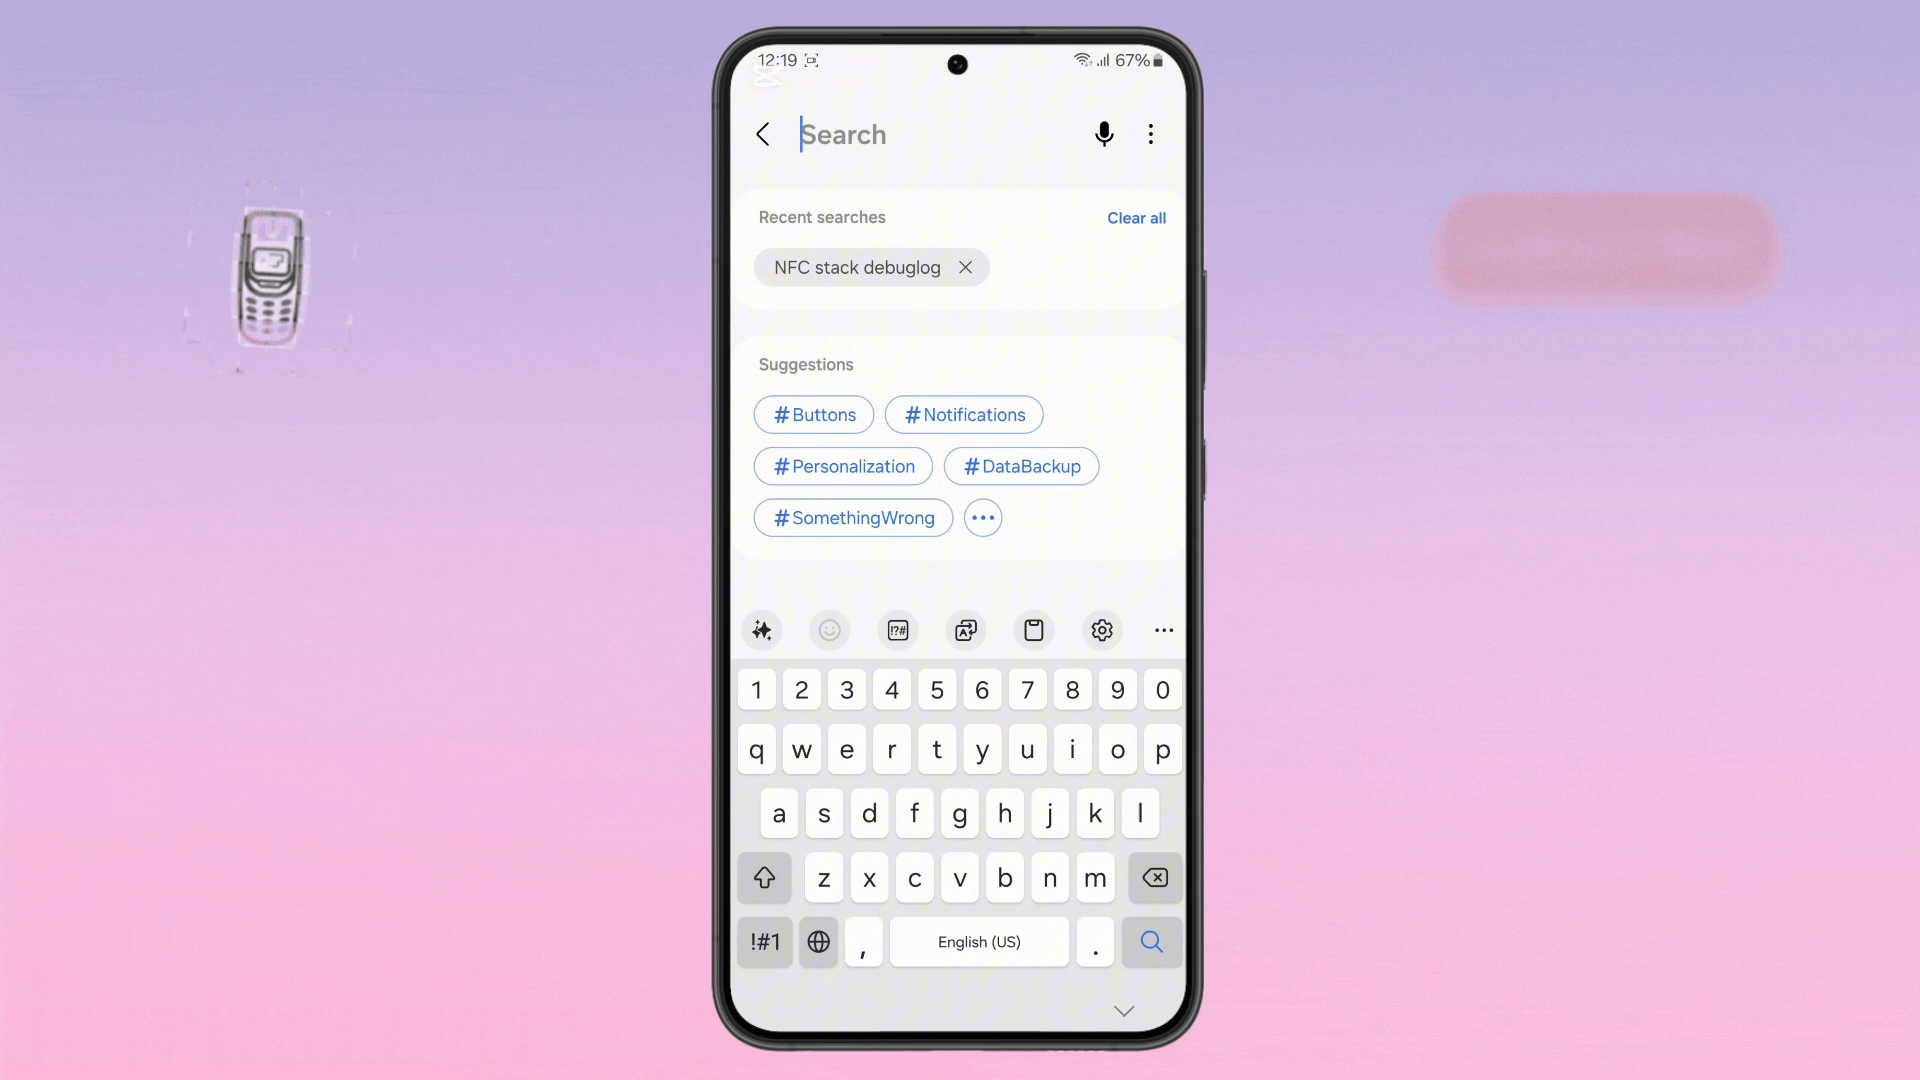 12:19 67%
Search
Recent searches Clear all
NFC stack debuglog
Suggestions
#Buttons #Notifications
#Personalization #DataBackup
#SomethingWrong
!?# A
1 2 3 4 5 6 7 8 9 0
q w e r t y u i o p
a s d f g h j k l
z x c v b n m
!#1 , English (US) .